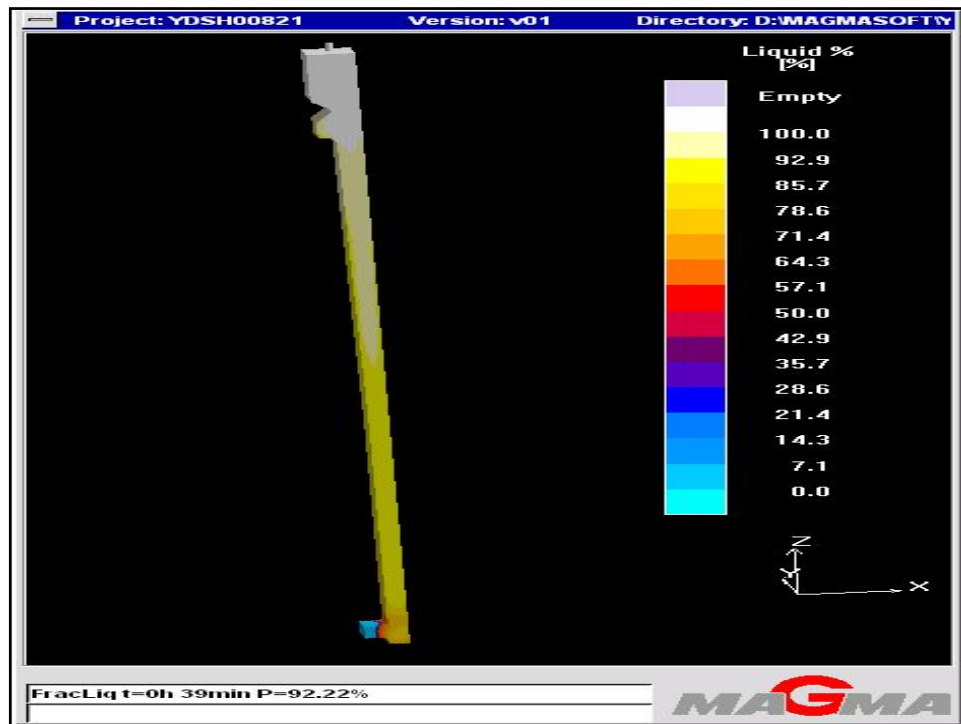 Project: YDSH00821 Version: v01 Directory: D:\MAGMASOFT\Y
Liquid %
[%]
Empty
100.0
92.9
85.7
78.6
71.4
64.3
57.1
50.0
42.9
35.7
28.6
21.4
14.3
7.1
0.0
Z
Y
X
FracLiq t=0h 39min P=92.22%
MAGMA